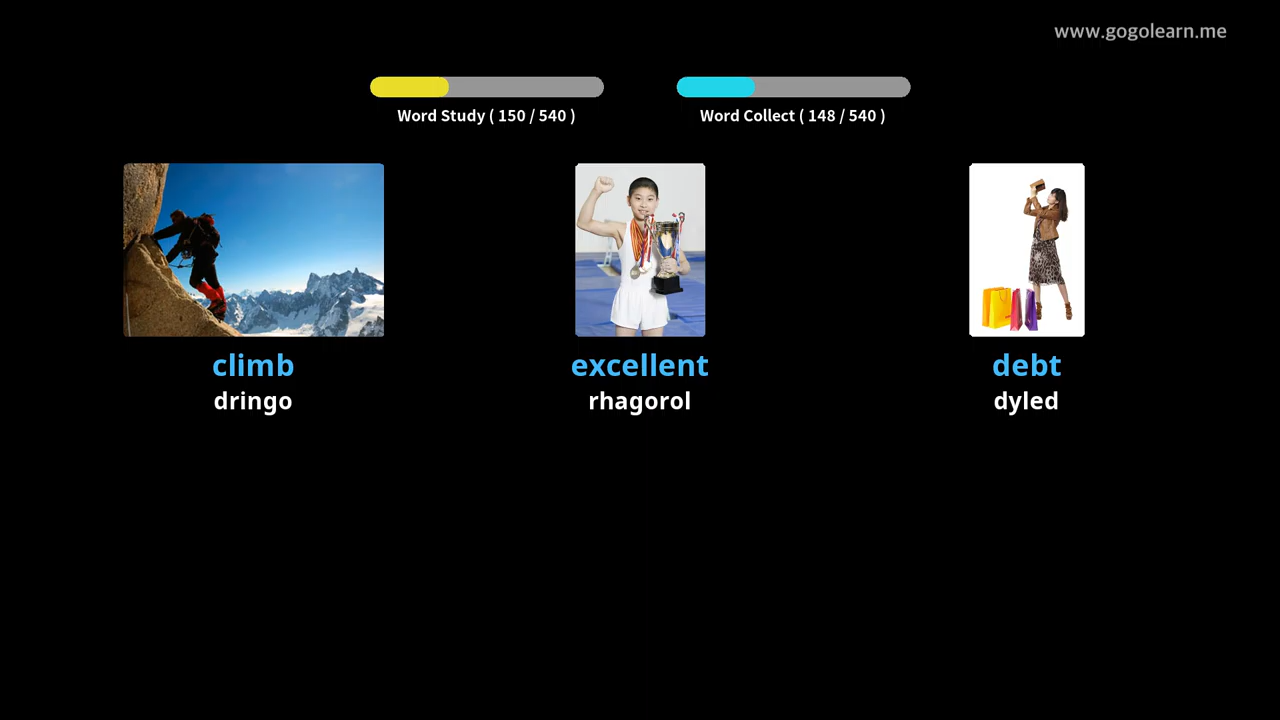 www.gogolearn.me
Word Study ( 150 / 540 )
Word Collect ( 148 / 540 )
climb
dringo
excellent
rhagorol
debt
dyled